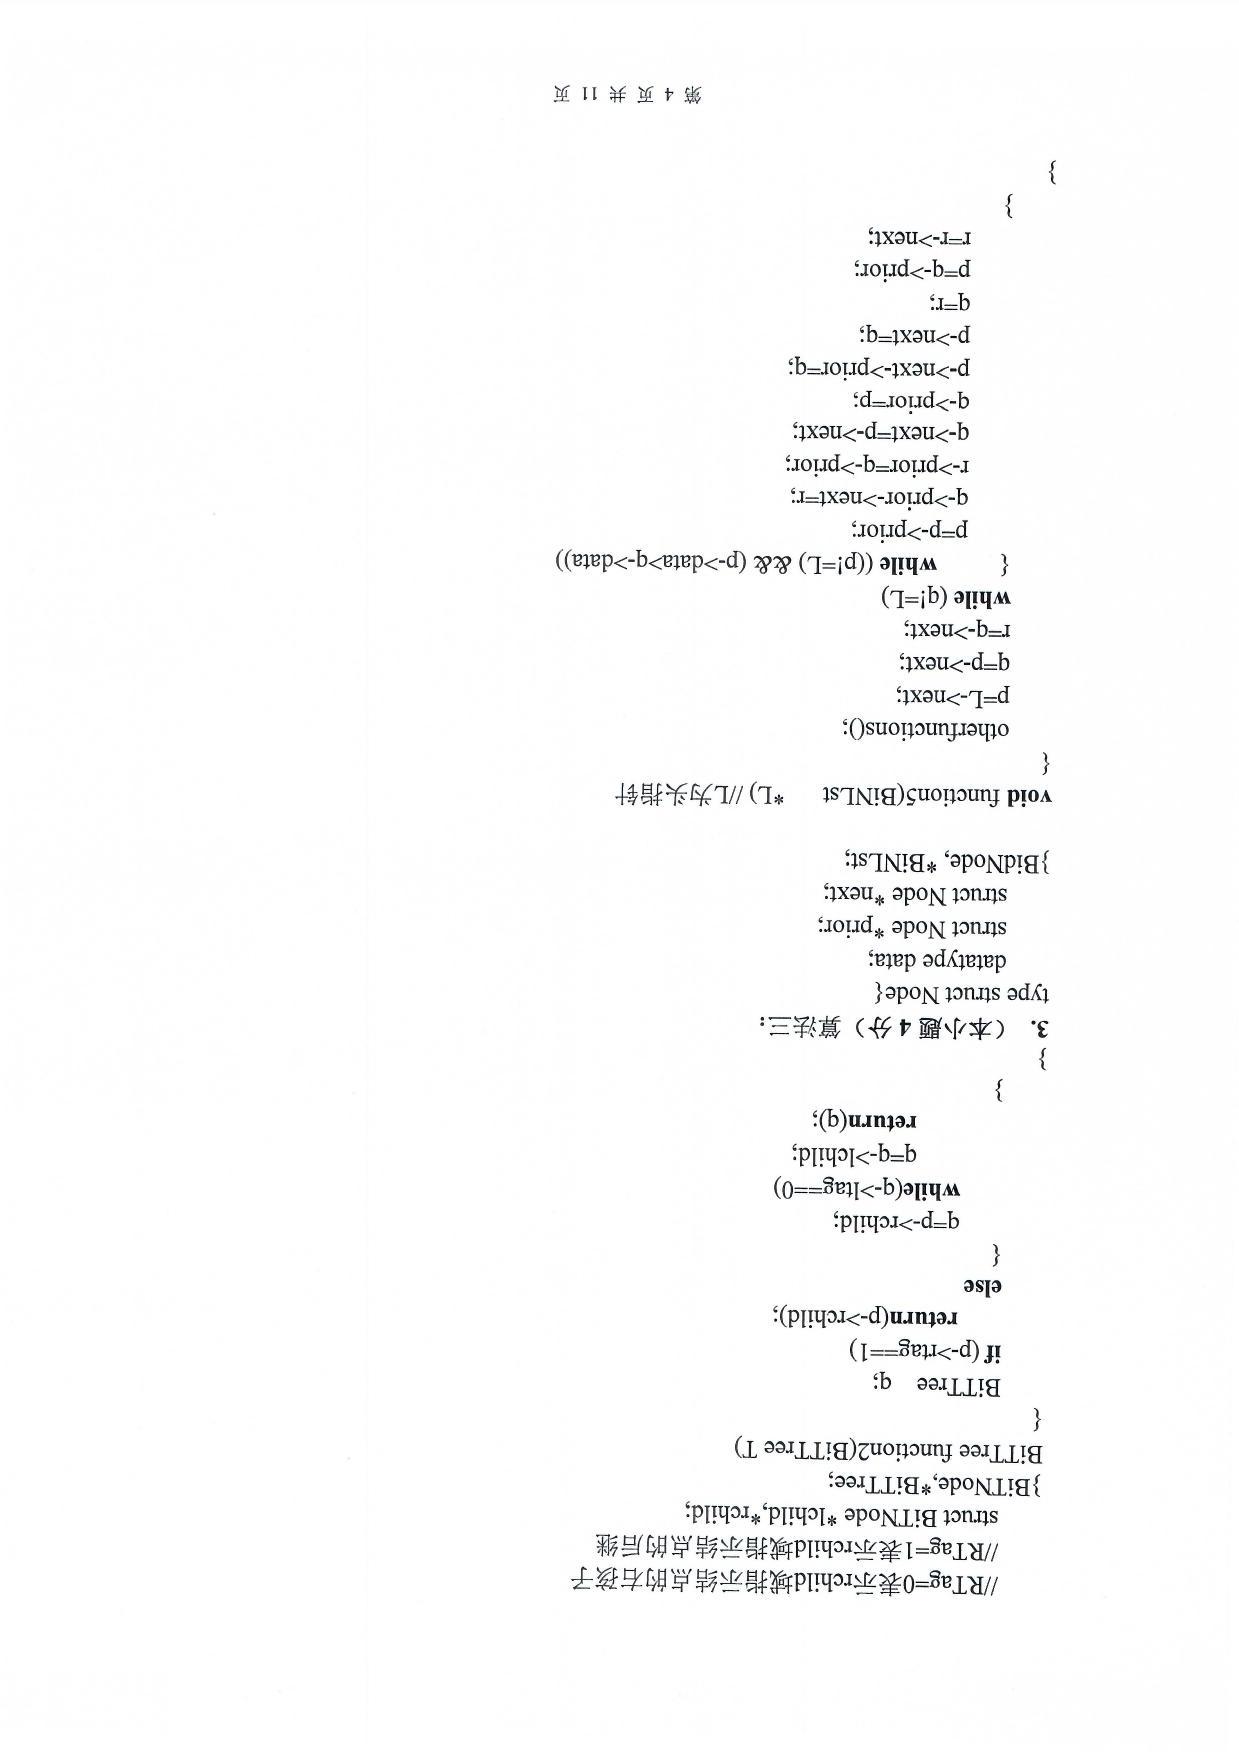 //RTag=0表示rchild域指示结点的右孩子
//RTag=1表示rchild域指示结点的后继
struct BiTNode *lchild,*rchild;
}BiTNode,*BiTTree;
BiTTree function2(BiTTree T)
{
BiTTree q;
if (p->rtag==1)
return(p->rchild);
else
{
q=p->rchild;
while(q->ltag==0)
q=q->lchild;
return(q);
}
}
3. （本小题 4 分）算法三：
type struct Node{
datatype data;
struct Node *prior;
struct Node *next;
}BidNode, *BiNLst;
void function5(BiNLst *L) //L为头指针
{
otherfunctions();
p=L->next;
q=p->next;
r=q->next;
while (q!=L)
{ while ((p!=L) && (p->data>q->data))
p=p->prior;
q->prior->next=r;
r->prior=q->prior;
q->next=p->next;
q->prior=p;
p->next->prior=q;
p->next=q;
q=r;
p=q->prior;
r=r->next;
}
}
第 4 页 共 11 页